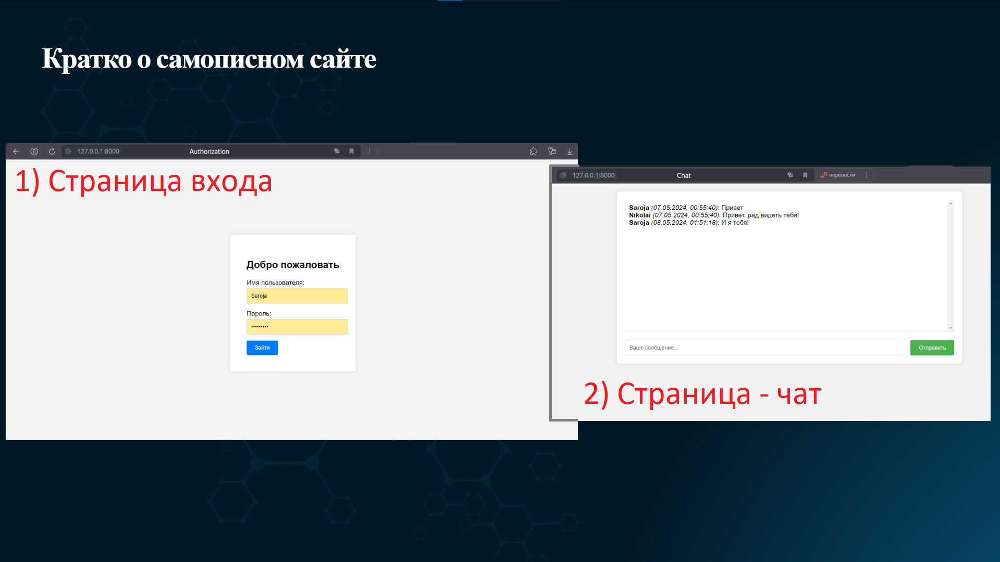 Кратко о самописном сайте
127.0.0.1:8000
Authorization
1) Страница входа
Добро пожаловать
Имя пользователя:
Saroja
Пароль:
•••••••••
Зайти
127.0.0.1:8000
Chat
перевести
Saroja (07.05.2024, 00:55:40): Привет
Nikolai (07.05.2024, 00:55:40): Привет, рад видеть тебя!
Saroja (08.05.2024, 01:51:18): И я тебя!
Ваше сообщение...
Отправить
2) Страница - чат